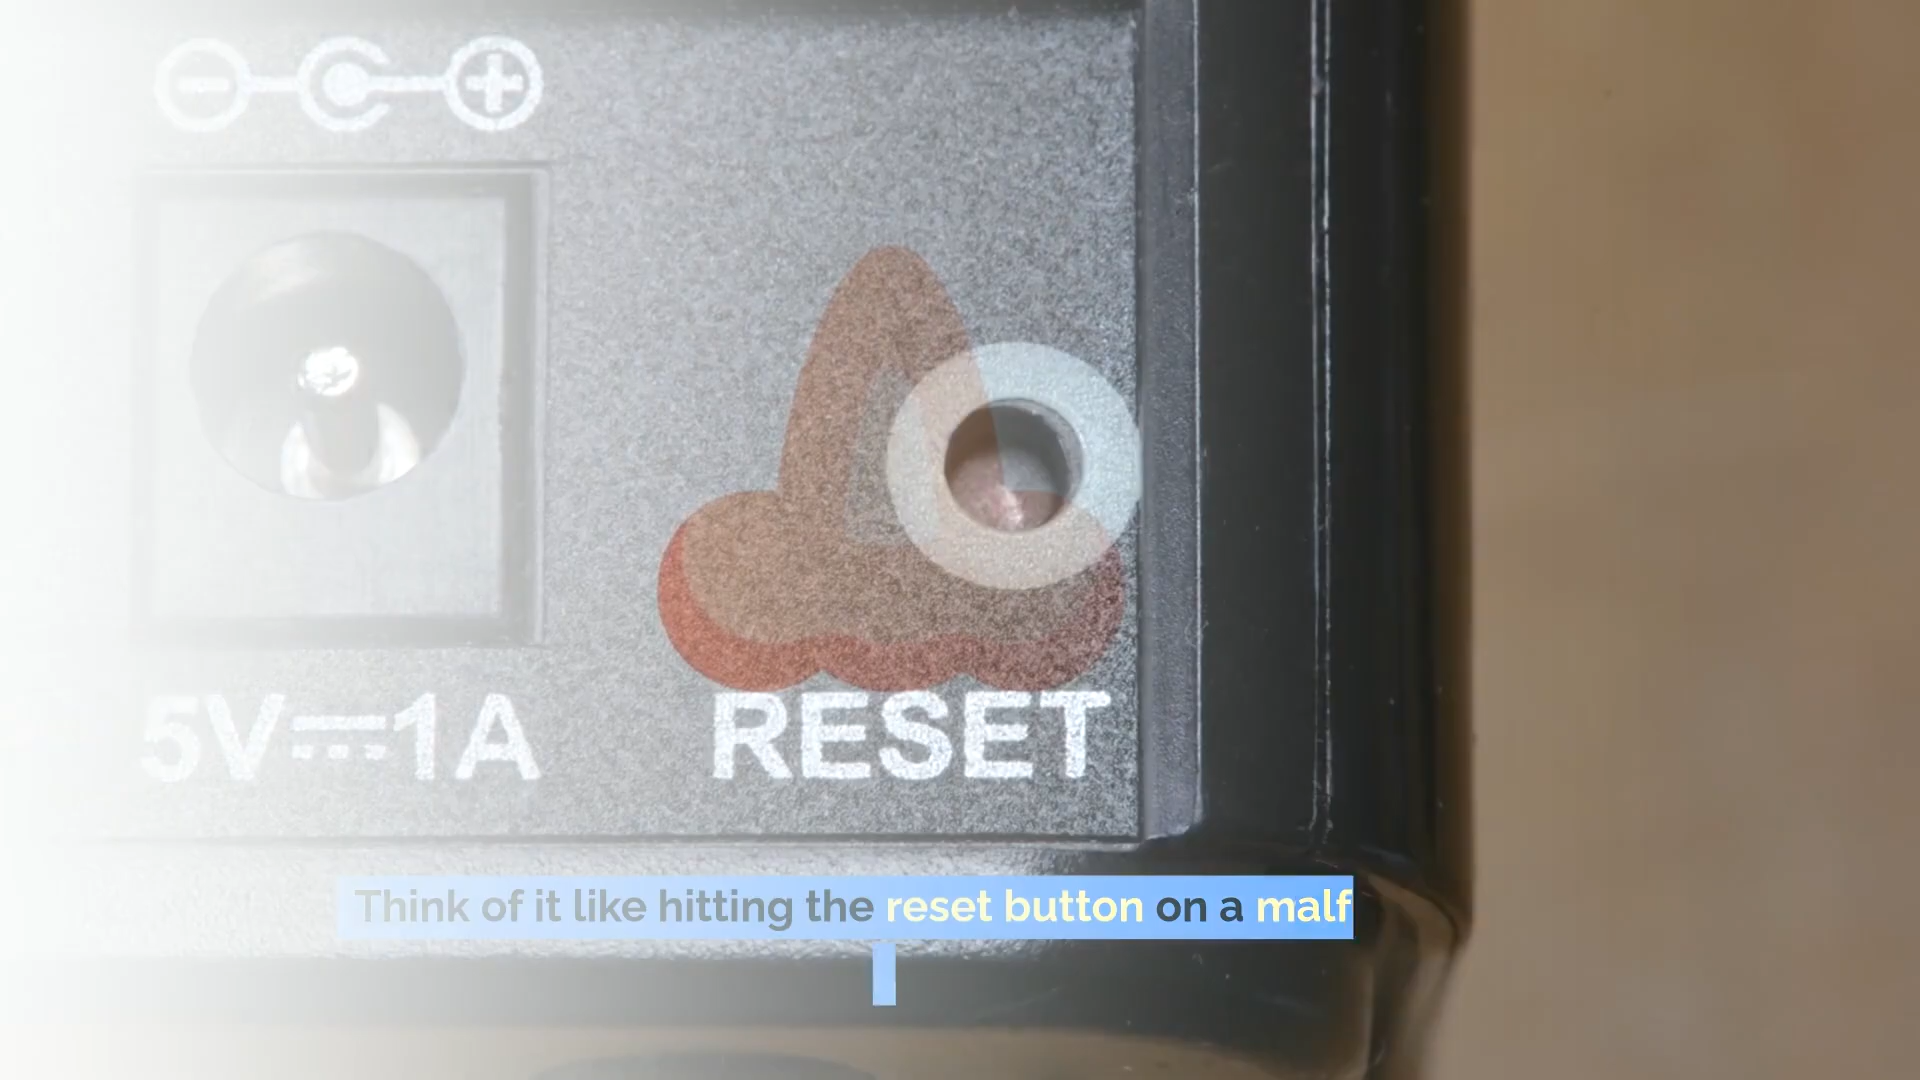 5V⎓1A
RESET
Think of it like hitting the reset button on a malf